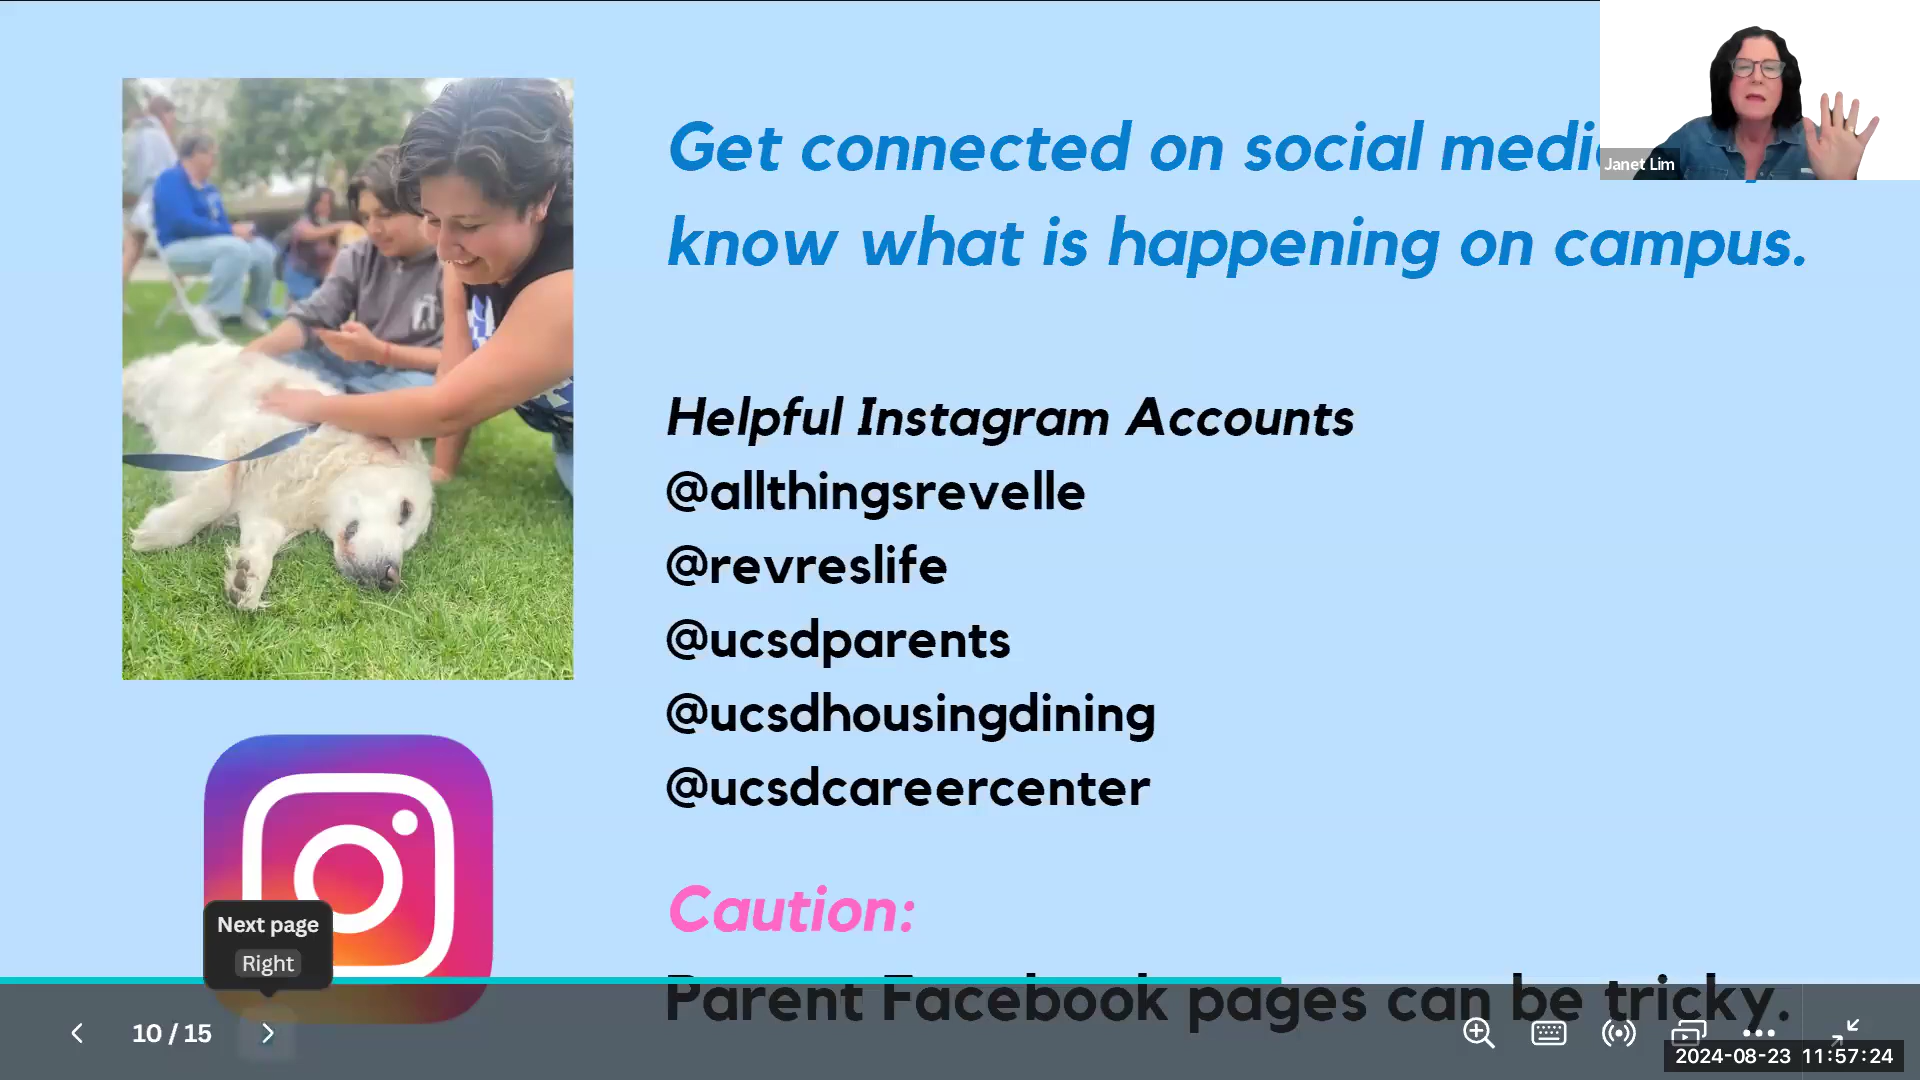 Get connected on social medi
know what is happening on campus.
Janet Lim
Helpful Instagram Accounts
@allthingsrevelle
@revreslife
@ucsdparents
@ucsdhousingdining
@ucsdcareercenter
Caution:
Parent Facebook pages can be tricky.
Next page
Right
10 / 15
2024-08-23 11:57:24